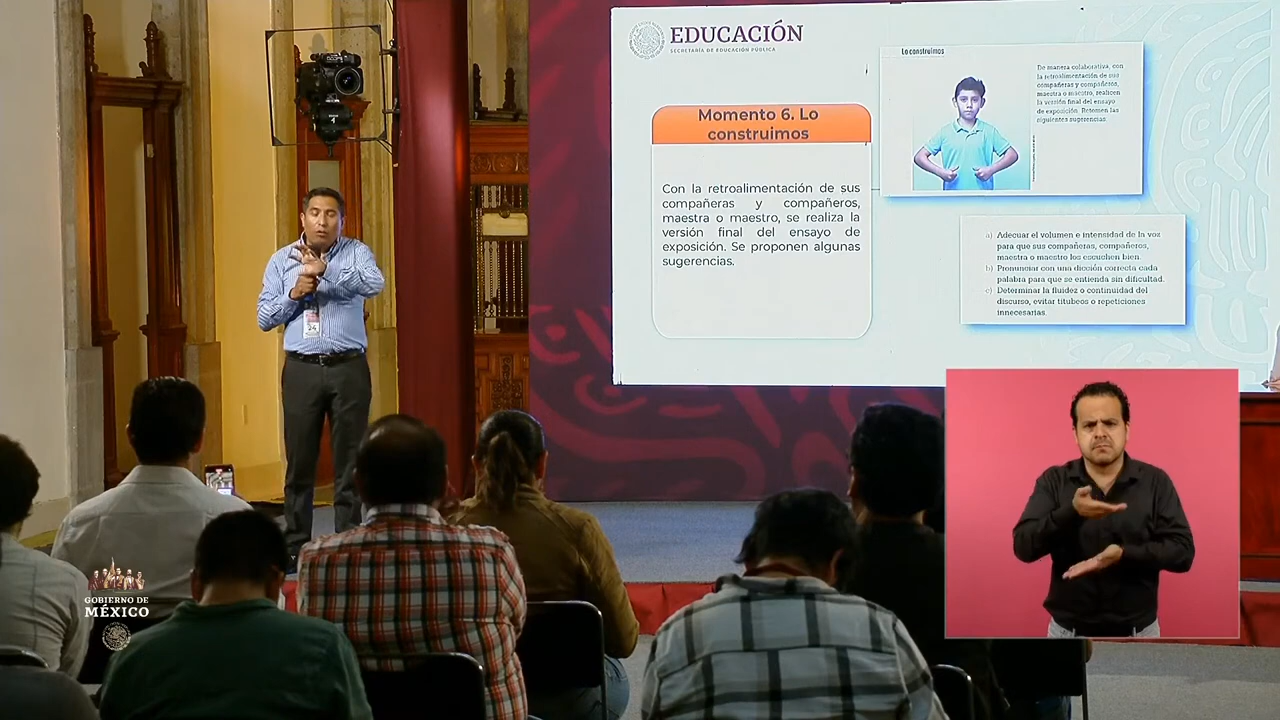 EDUCACIÓN
SECRETARÍA DE EDUCACIÓN PÚBLICA
Momento 6. Lo
construimos
Con la retroalimentación de sus
compañeras y compañeros,
maestra o maestro, se realiza la
versión final del ensayo de
exposición. Se proponen algunas
sugerencias.
Lo construimos
De manera colaborativa, con
la retroalimentación de sus
compañeras y compañeros,
maestra o maestro, realicen
la versión final del ensayo
de exposición. Retomen las
siguientes sugerencias.
a) Adecuar el volumen e intensidad de la voz
para que sus compañeras, compañeros,
maestra o maestro los escuchen bien.
b) Pronunciar con una dicción correcta cada
palabra para que se entienda sin dificultad.
c) Determinar la fluidez o continuidad del
discurso, evitar titubeos o repeticiones
innecesarias.
24
GOBIERNO DE
MÉXICO